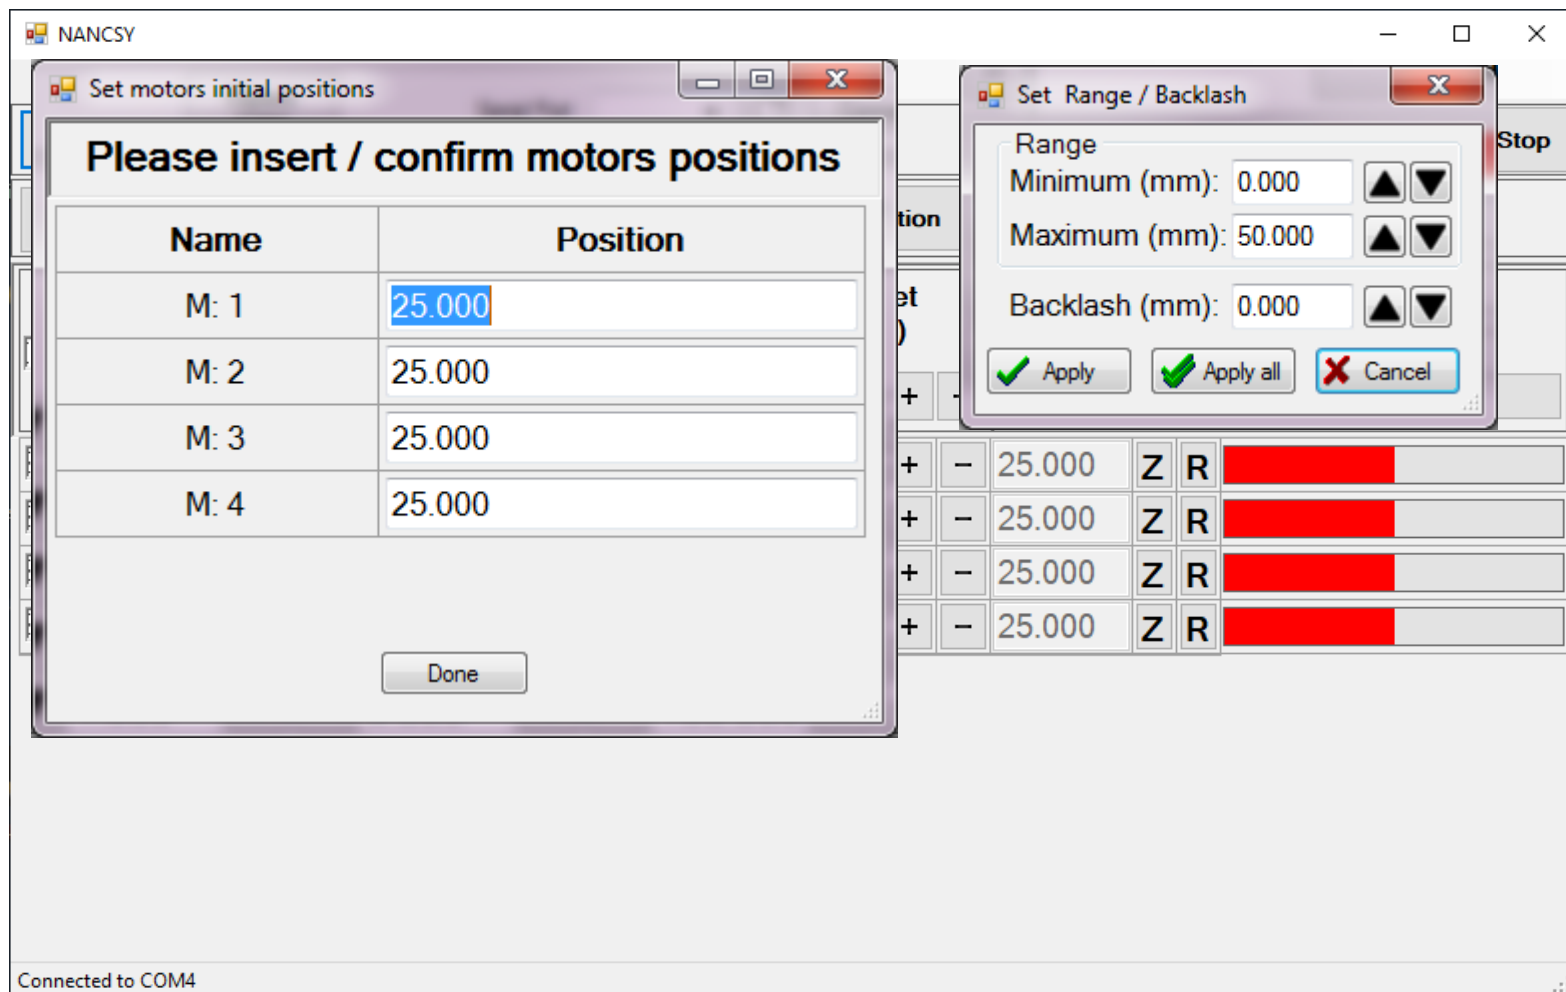 NANCSY
Set motors initial positions
Please insert / confirm motors positions
Name Position
M: 1 25.000
M: 2 25.000
M: 3 25.000
M: 4 25.000
Done
Set Range / Backlash
Range
Minimum (mm): 0.000
Maximum (mm): 50.000
Backlash (mm): 0.000
Apply Apply all Cancel
Stop
tion
et
)
+ -
+ − 25.000 Z R
+ − 25.000 Z R
+ − 25.000 Z R
+ − 25.000 Z R
Connected to COM4